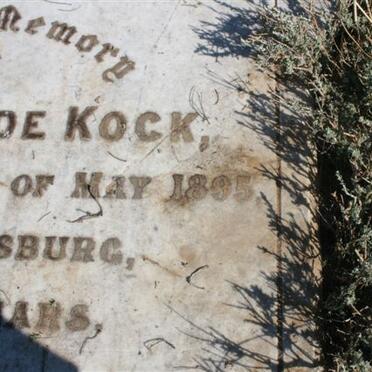 Memory
DE KOCK,
OF MAY 1895
SBURG,
ARS,